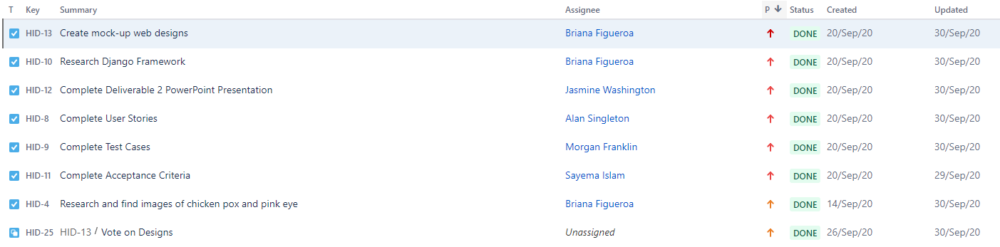 T Key Summary Assignee P Status Created Updated
HID-13 Create mock-up web designs Briana Figueroa DONE 20/Sep/20 30/Sep/20
HID-10 Research Django Framework Briana Figueroa DONE 20/Sep/20 30/Sep/20
HID-12 Complete Deliverable 2 PowerPoint Presentation Jasmine Washington DONE 20/Sep/20 30/Sep/20
HID-8 Complete User Stories Alan Singleton DONE 20/Sep/20 30/Sep/20
HID-9 Complete Test Cases Morgan Franklin DONE 20/Sep/20 30/Sep/20
HID-11 Complete Acceptance Criteria Sayema Islam DONE 20/Sep/20 29/Sep/20
HID-4 Research and find images of chicken pox and pink eye Briana Figueroa DONE 14/Sep/20 30/Sep/20
HID-25 HID-13 / Vote on Designs Unassigned DONE 26/Sep/20 30/Sep/20